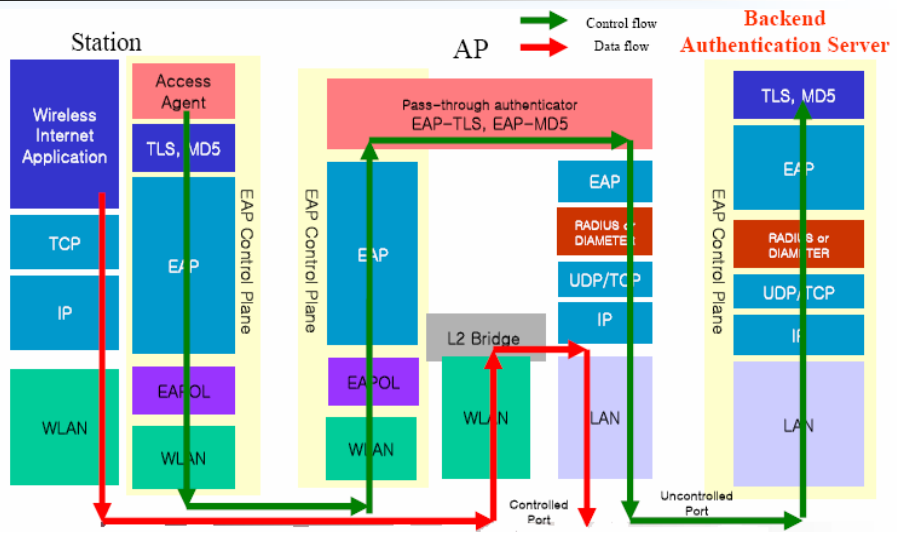 Station
AP
Control flow
Data flow
Backend
Authentication Server
Wireless
Internet
Application
TCP
IP
WLAN
Access
Agent
TLS, MD5
EAP
EAPOL
WLAN
EAP Control Plane
EAP Control Plane
Pass-through authenticator
EAP-TLS, EAP-MD5
EAP
EAPOL
WLAN
L2 Bridge
WLAN
EAP
RADIUS or
DIAMETER
UDP/TCP
IP
LAN
Controlled
Port
Uncontrolled
Port
EAP Control Plane
TLS, MD5
EAP
RADIUS or
DIAMETER
UDP/TCP
IP
LAN